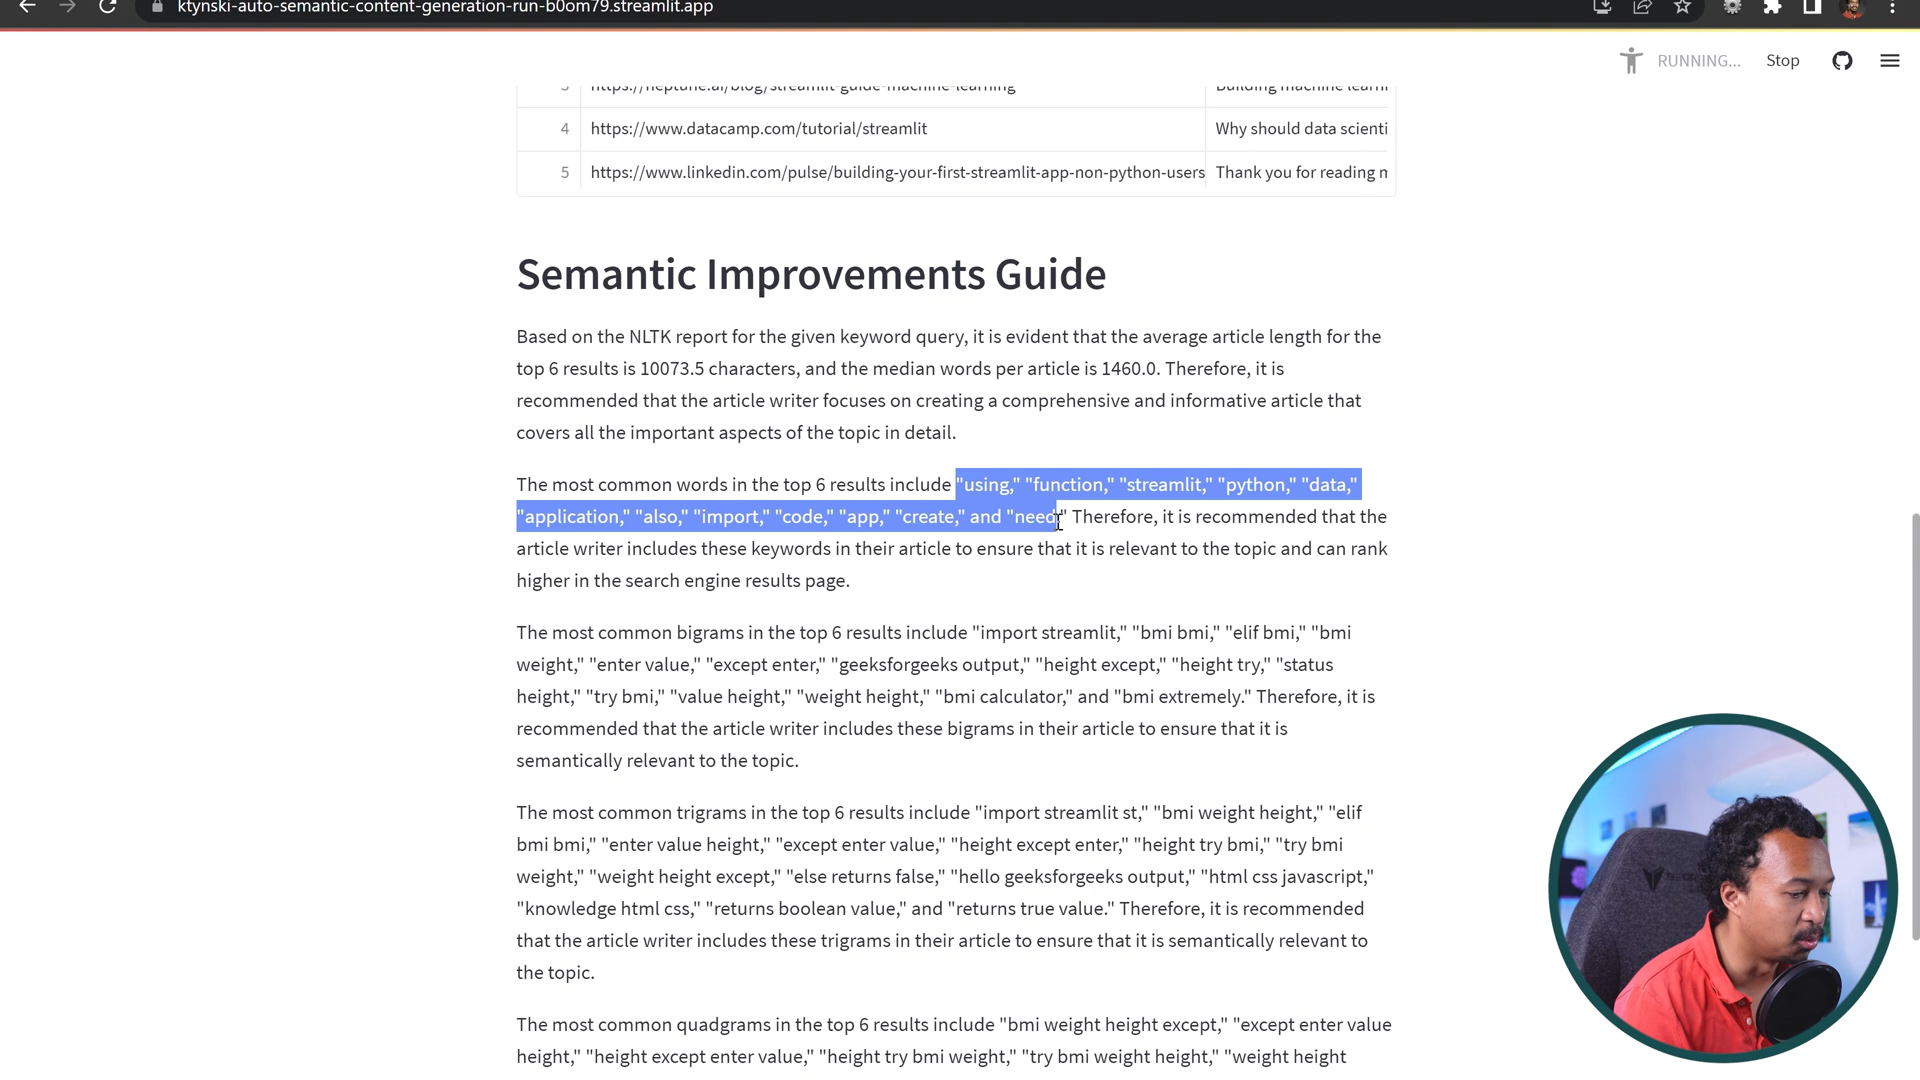 ktynski-auto-semantic-content-generation-run-b0om79.streamlit.app
RUNNING... Stop
3 https://neptune.ai/blog/streamlit-guide-machine-learning Building machine learni
4 https://www.datacamp.com/tutorial/streamlit Why should data scienti
5 https://www.linkedin.com/pulse/building-your-first-streamlit-app-non-python-users Thank you for reading m
Semantic Improvements Guide
Based on the NLTK report for the given keyword query, it is evident that the average article length for the
top 6 results is 10073.5 characters, and the median words per article is 1460.0. Therefore, it is
recommended that the article writer focuses on creating a comprehensive and informative article that
covers all the important aspects of the topic in detail.
The most common words in the top 6 results include "using," "function," "streamlit," "python," "data,"
"application," "also," "import," "code," "app," "create," and "need." Therefore, it is recommended that the
article writer includes these keywords in their article to ensure that it is relevant to the topic and can rank
higher in the search engine results page.
The most common bigrams in the top 6 results include "import streamlit," "bmi bmi," "elif bmi," "bmi
weight," "enter value," "except enter," "geeksforgeeks output," "height except," "height try," "status
height," "try bmi," "value height," "weight height," "bmi calculator," and "bmi extremely." Therefore, it is
recommended that the article writer includes these bigrams in their article to ensure that it is
semantically relevant to the topic.
The most common trigrams in the top 6 results include "import streamlit st," "bmi weight height," "elif
bmi bmi," "enter value height," "except enter value," "height except enter," "height try bmi," "try bmi
weight," "weight height except," "else returns false," "hello geeksforgeeks output," "html css javascript,"
"knowledge html css," "returns boolean value," and "returns true value." Therefore, it is recommended
that the article writer includes these trigrams in their article to ensure that it is semantically relevant to
the topic.
The most common quadgrams in the top 6 results include "bmi weight height except," "except enter value
height," "height except enter value," "height try bmi weight," "try bmi weight height," "weight height